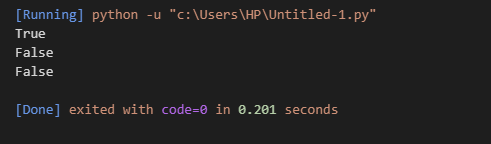 [Running] python -u "c:\Users\HP\Untitled-1.py"
True
False
False
[Done] exited with code=0 in 0.201 seconds